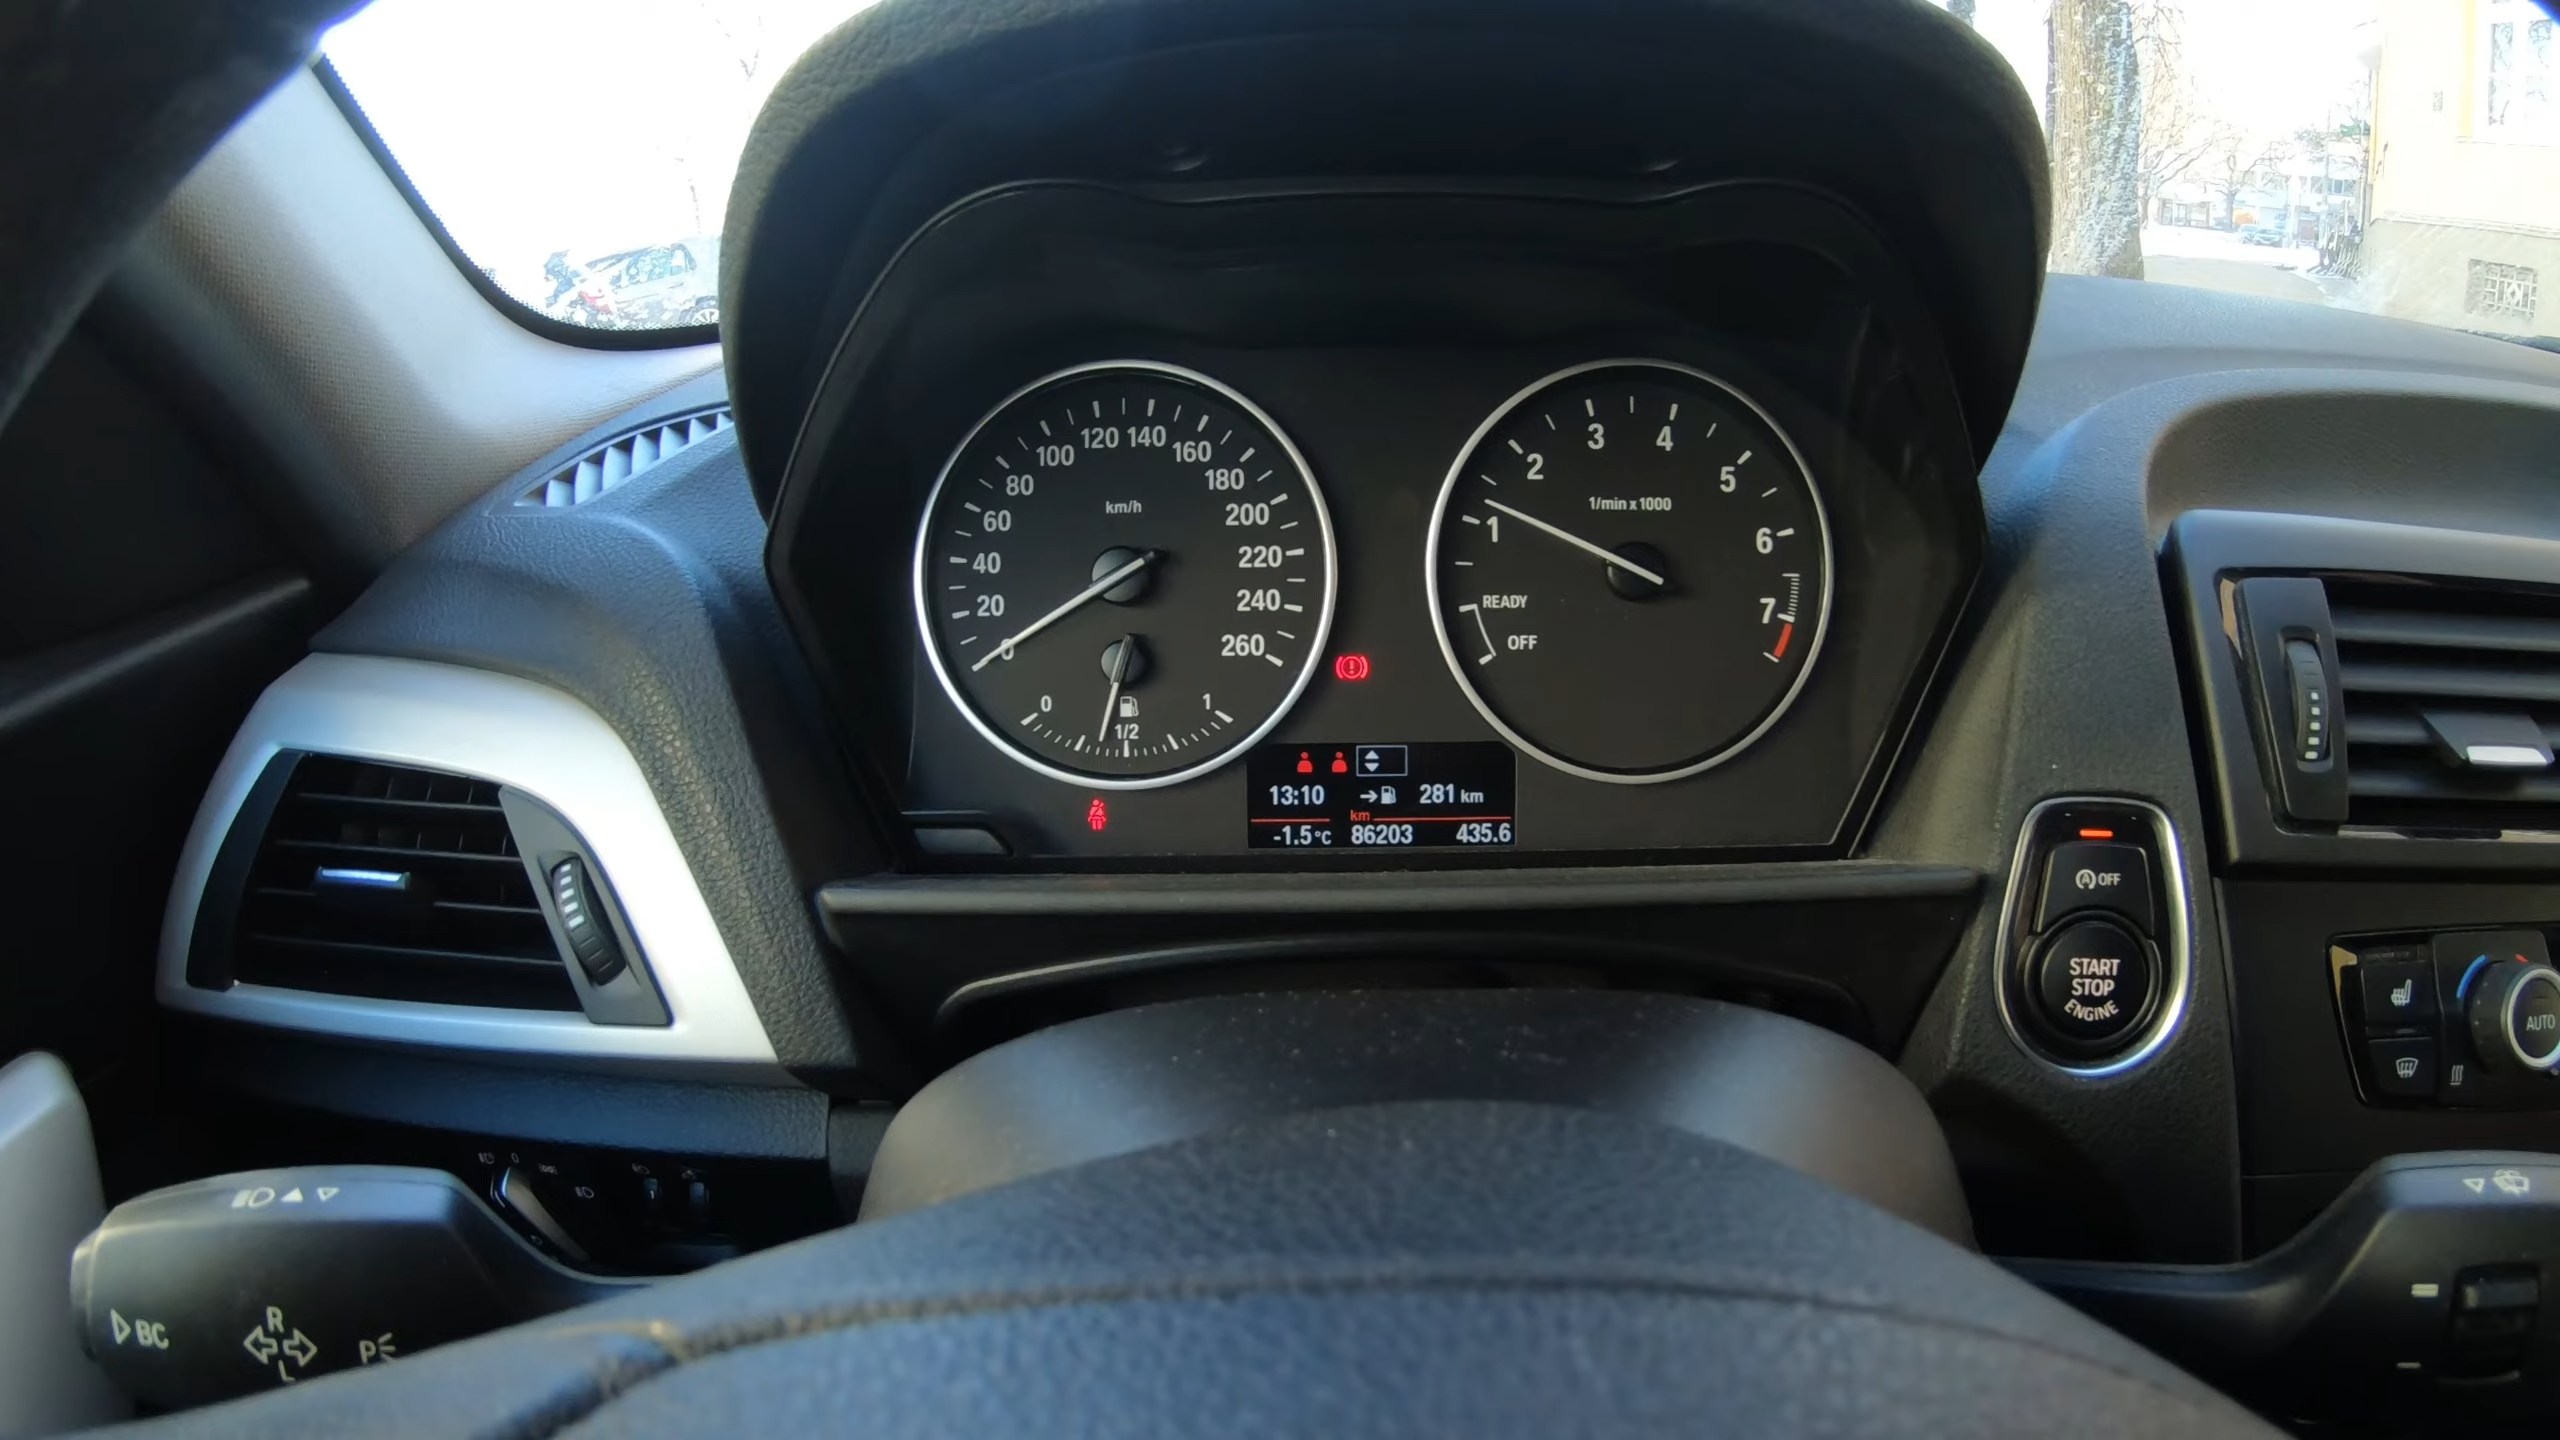 120 140
100 160
80 180
60 200
40 220
20 240
0 260
km/h
0 1/2 1
3 4
2 5
1 6
7
1/min x 1000
READY
OFF
13:10 281 km
km
-1.5°C 86203 435.6
A OFF
START
STOP
ENGINE
AUTO
0
BC
R
L
P